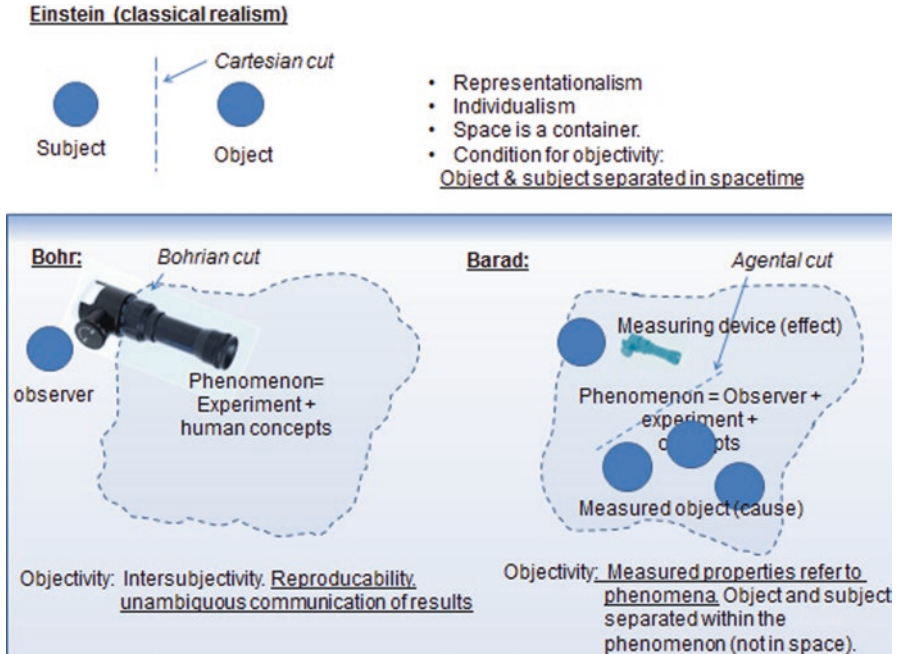 Einstein (classical realism)
Cartesian cut
Subject
Object
• Representationalism
• Individualism
• Space is a container.
• Condition for objectivity:
Object & subject separated in spacetime
Bohr:
Bohrian cut
observer
Phenomenon=
Experiment +
human concepts
Objectivity: Intersubjectivity. Reproducability.
unambiguous communication of results
Barad:
Agental cut
Measuring device (effect)
Phenomenon = Observer +
experiment +
Measured object (cause)
Objectivity: Measured properties refer to
phenomena. Object and subject
separated within the
phenomenon (not in space).